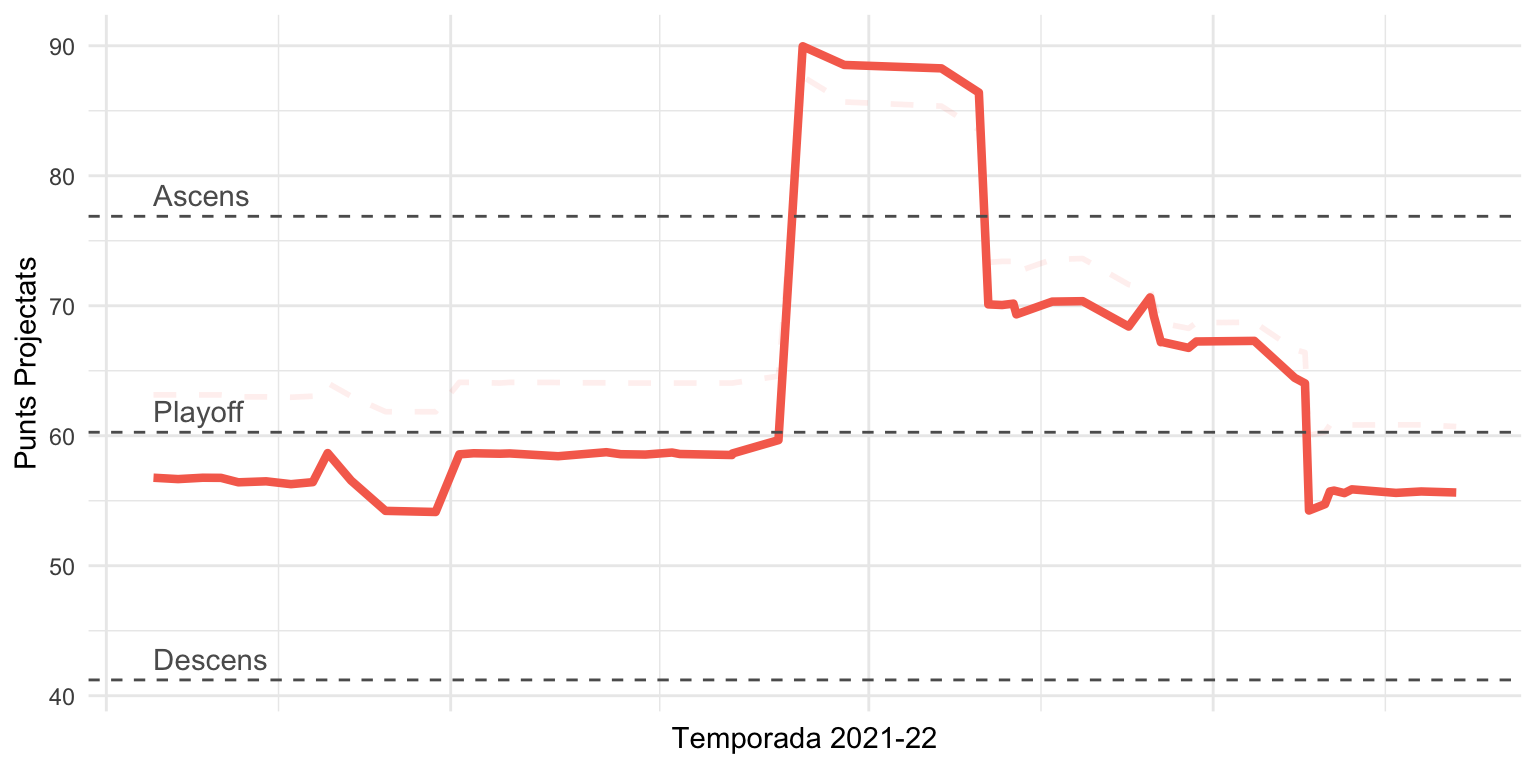 90
80
70
60
50
40
Punts Projectats
Ascens
Playoff
Descens
Temporada 2021-22